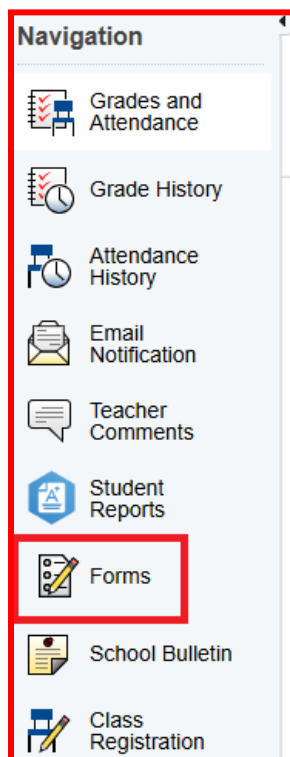 Navigation
Grades and
Attendance
Grade History
Attendance
History
Email
Notification
Teacher
Comments
Student
Reports
Forms
School Bulletin
Class
Registration